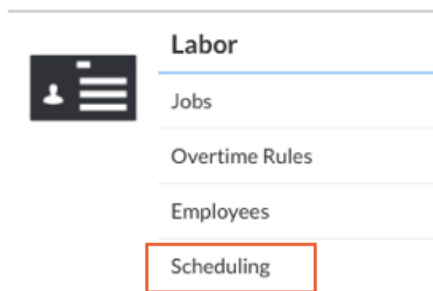 Labor
Jobs
Overtime Rules
Employees
Scheduling